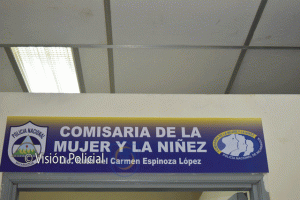 COMISARIA DE LA
MUJER Y LA NIÑEZ
Carmen Espinoza López
POLICIA NACIONAL
©Visión Policial